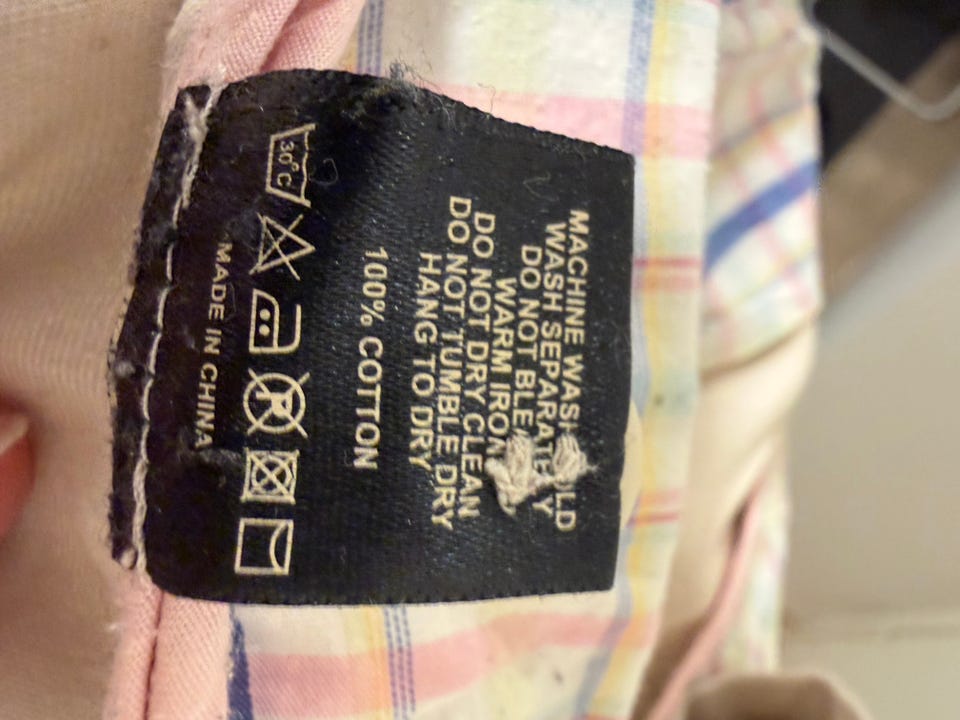 MACHINE WASH COLD
WASH SEPARATELY
DO NOT BLEACH
WARM IRON
DO NOT DRY CLEAN
DO NOT TUMBLE DRY
HANG TO DRY
100% COTTON
30°C P
MADE IN CHINA